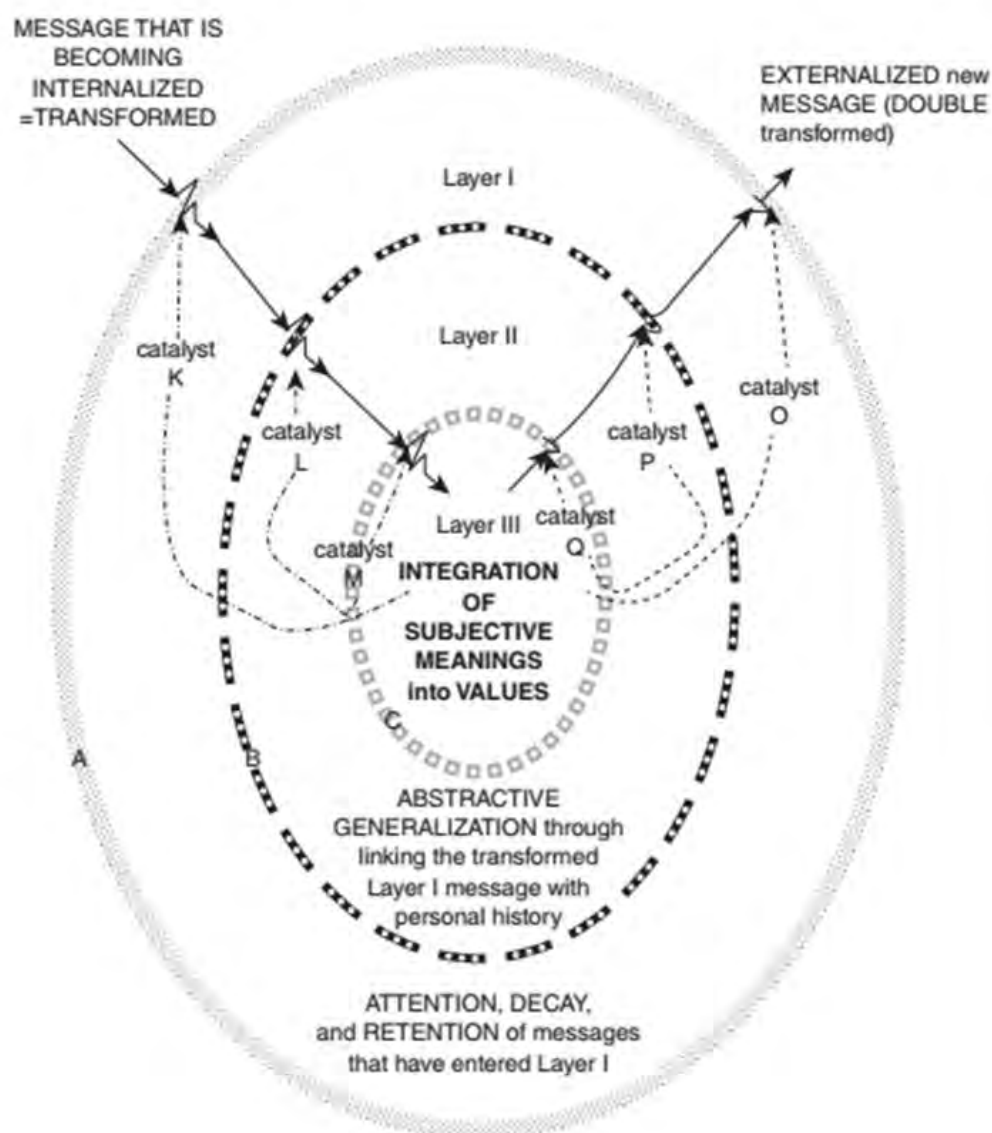 MESSAGE THAT IS
BECOMING
INTERNALIZED
=TRANSFORMED
EXTERNALIZED new
MESSAGE (DOUBLE
transformed)
Layer I
Layer II
catalyst
K
catalyst
L
catalyst
P
catalyst
O
Layer III
catalyst
M
catalyst
Q
INTEGRATION
OF
SUBJECTIVE
MEANINGS
into VALUES
C
A
B
ABSTRACTIVE
GENERALIZATION through
linking the transformed
Layer I message with
personal history
ATTENTION, DECAY,
and RETENTION of messages
that have entered Layer I